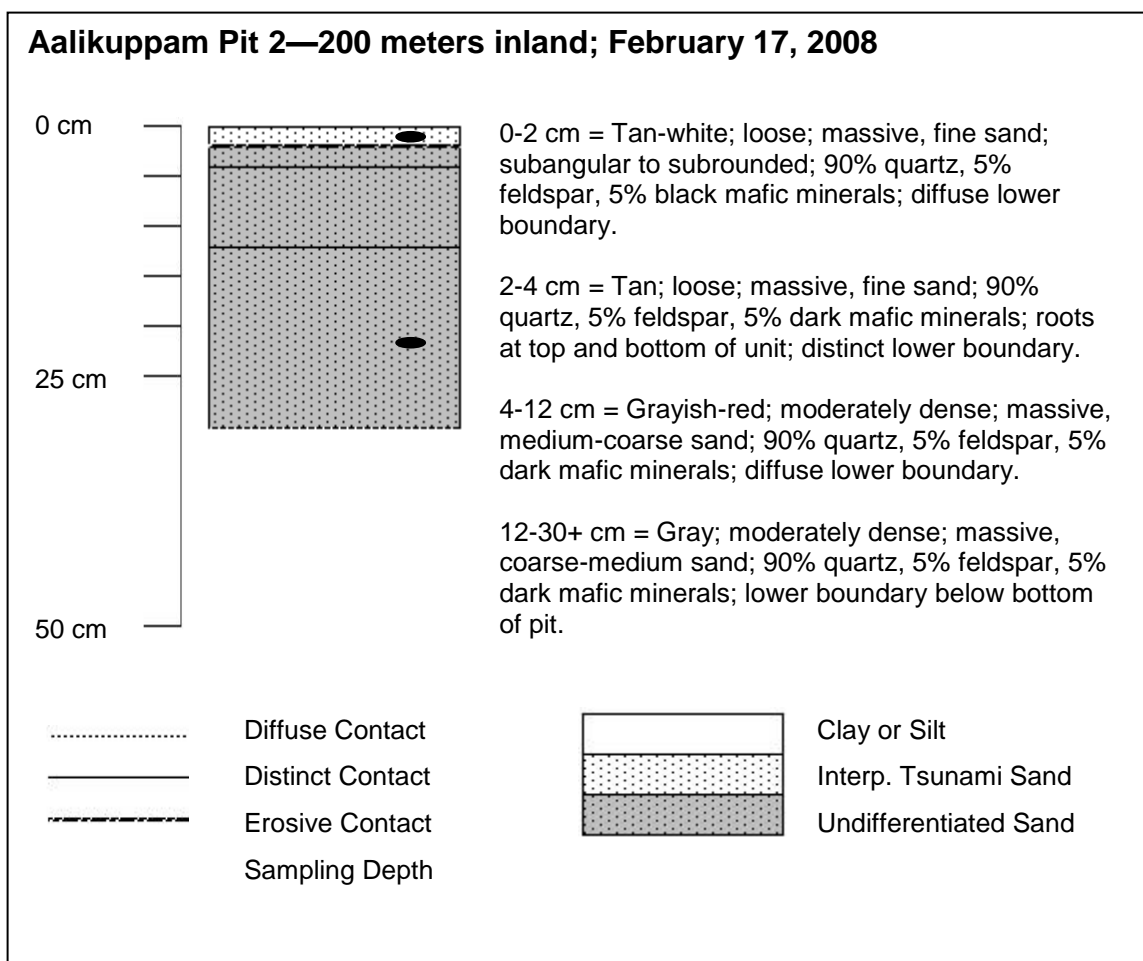 Aalikuppam Pit 2—200 meters inland; February 17, 2008
0 cm
25 cm
50 cm
0-2 cm = Tan-white; loose; massive, fine sand;
subangular to subrounded; 90% quartz, 5%
feldspar, 5% black mafic minerals; diffuse lower
boundary.
2-4 cm = Tan; loose; massive, fine sand; 90%
quartz, 5% feldspar, 5% dark mafic minerals; roots
at top and bottom of unit; distinct lower boundary.
4-12 cm = Grayish-red; moderately dense; massive,
medium-coarse sand; 90% quartz, 5% feldspar, 5%
dark mafic minerals; diffuse lower boundary.
12-30+ cm = Gray; moderately dense; massive,
coarse-medium sand; 90% quartz, 5% feldspar, 5%
dark mafic minerals; lower boundary below bottom
of pit.
Diffuse Contact
Distinct Contact
Erosive Contact
Sampling Depth
Clay or Silt
Interp. Tsunami Sand
Undifferentiated Sand